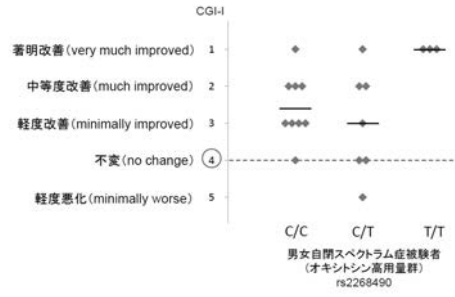 CGI-I
著明改善(very much improved) 1
中等度改善(much improved) 2
軽度改善(minimally improved) 3
不変(no change) 4
軽度悪化(minimally worse) 5
C/C C/T T/T
男女自閉スペクトラム症被験者
(オキシトシン高用量群)
rs2268490